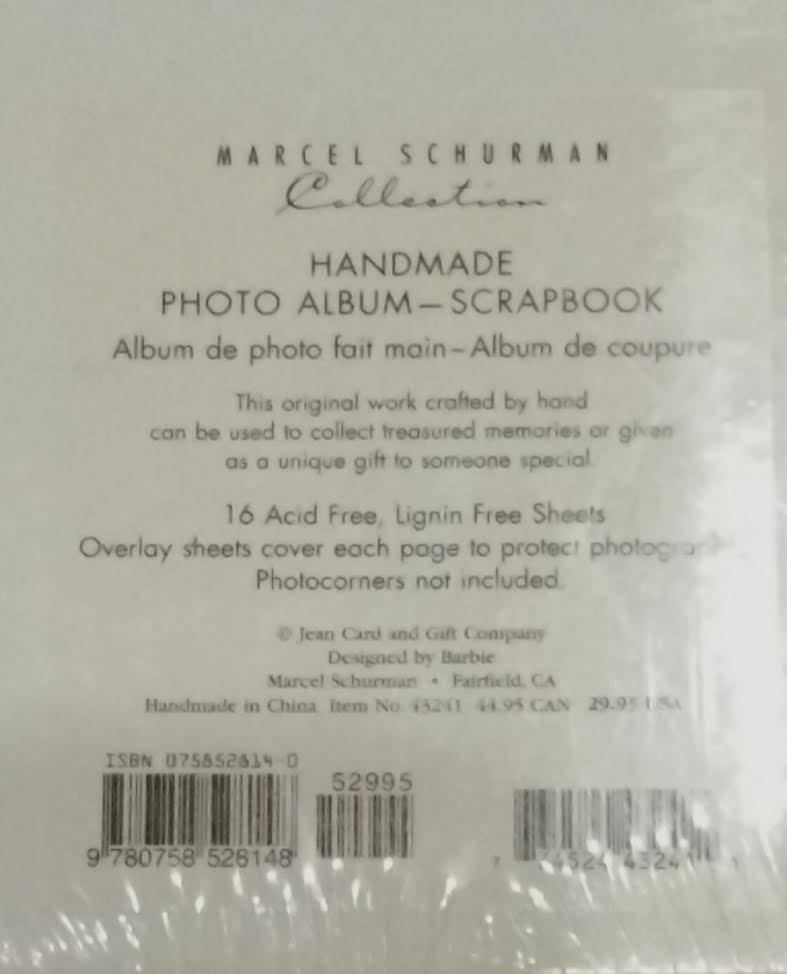 MARCEL SCHURMAN
Collection
HANDMADE
PHOTO ALBUM – SCRAPBOOK
Album de photo fait main – Album de coupure
This original work crafted by hand
can be used to collect treasured memories or given
as a unique gift to someone special.
16 Acid Free, Lignin Free Sheets
Overlay sheets cover each page to protect
Photocorners not included.
© Jean Card and Gift Company
Designed by Barbie
Marcel Schurman • Fairfield, CA
Handmade in China Item No. 43241 44.95 CAN 29.95 USA
ISBN 075852814-0
52995
9 780758 528148